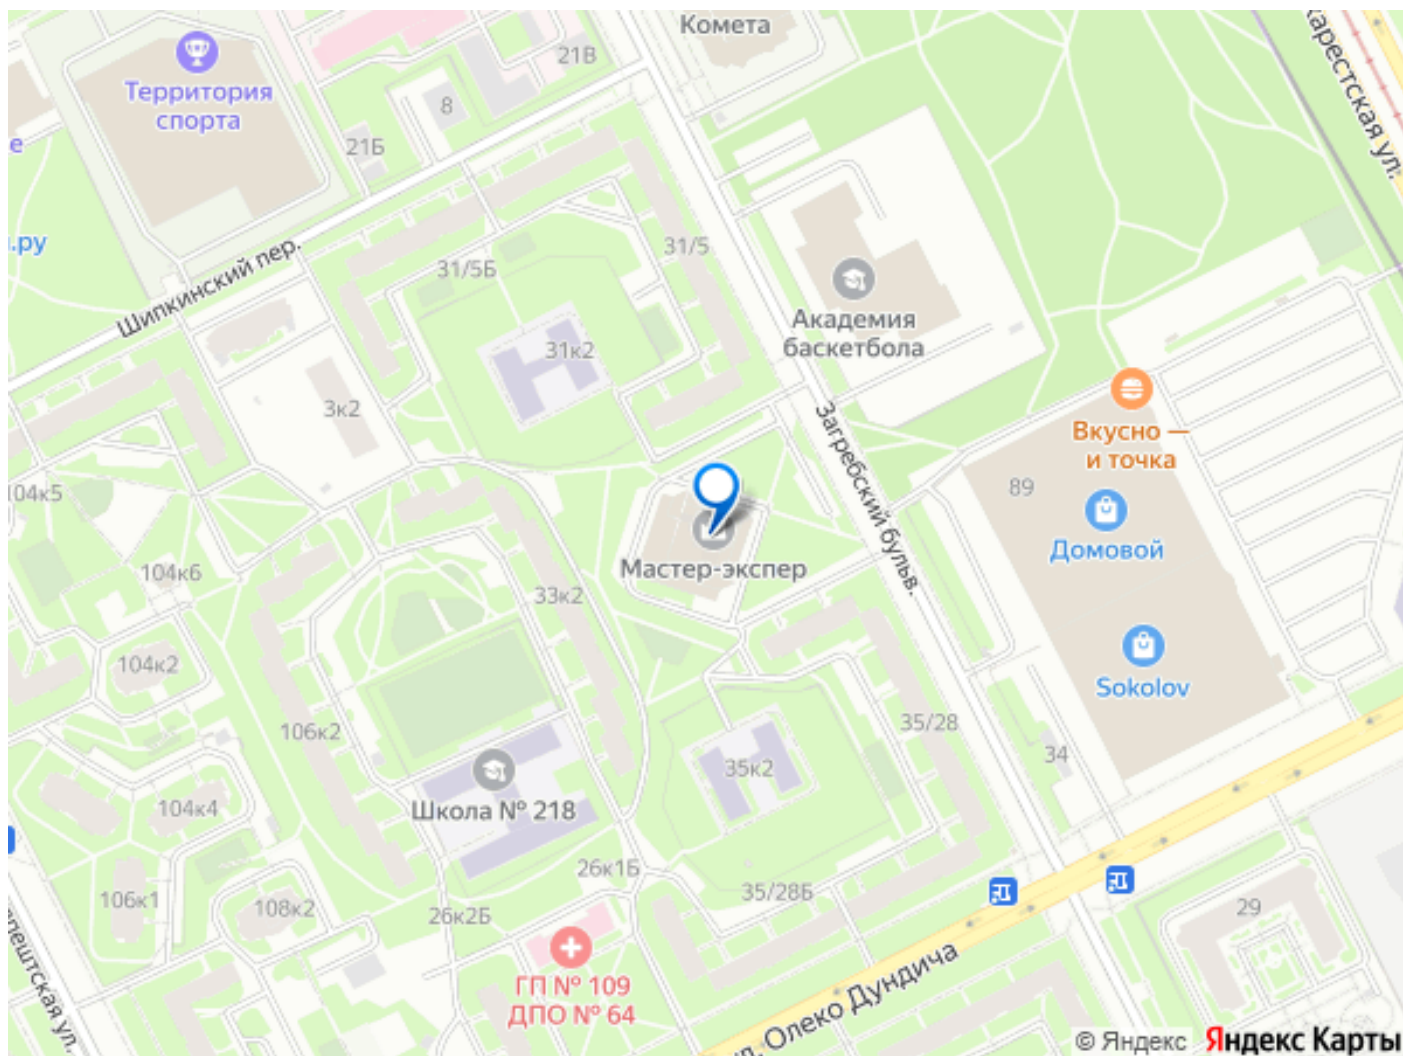 Комета
21В
Территория
спорта
8
21Б
е
.ру
Шипкинский пер.
31/5Б
31/5
31к2
3к2
Академия
баскетбола
Загребский бульв.
Вкусно —
и точка
89
Домовой
Sokolov
104к5
104к6
104к2
Мастер-экспер
33к2
106к2
35/28
35к2
34
Школа № 218
104к4
106к1
108к2
26к1Б
26к2Б
35/28Б
29
ГП № 109
ДПО № 64
ул. Олеко Дундича
© Яндекс Яндекс Карты